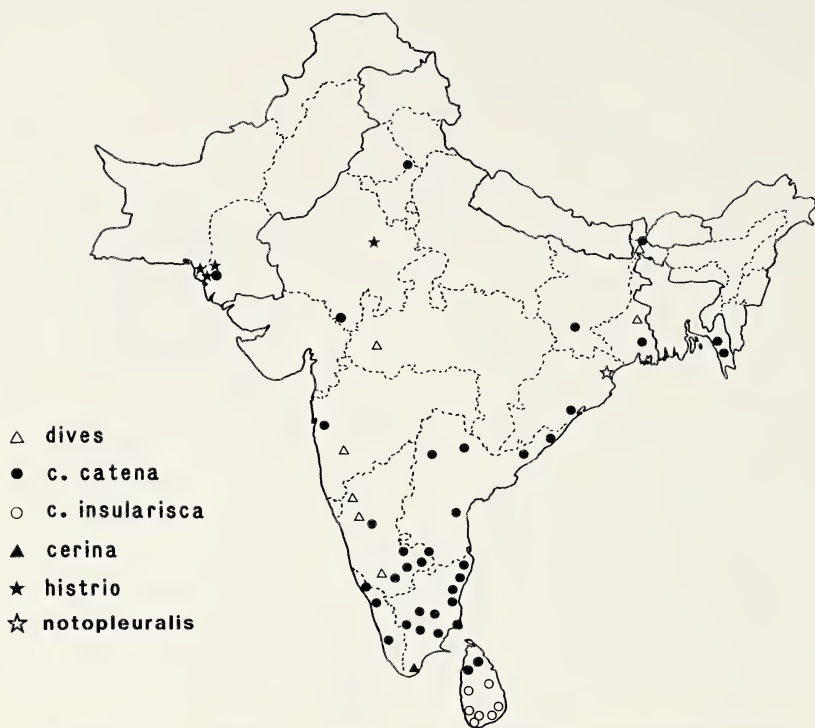 dives
c. catena
c. insularisca
cerina
histrio
notopleuralis